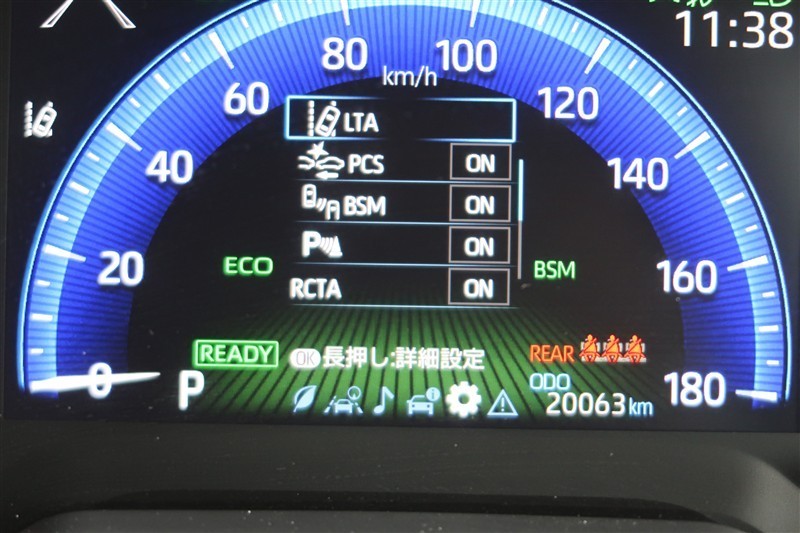 11:38
80
100
km/h
60
120
LTA
40
140
PCS ON
BSM ON
P ON
20
ECO
BSM
160
RCTA ON
READY
OK 長押し:詳細設定
REAR
0
P
ODO
180
20063 km